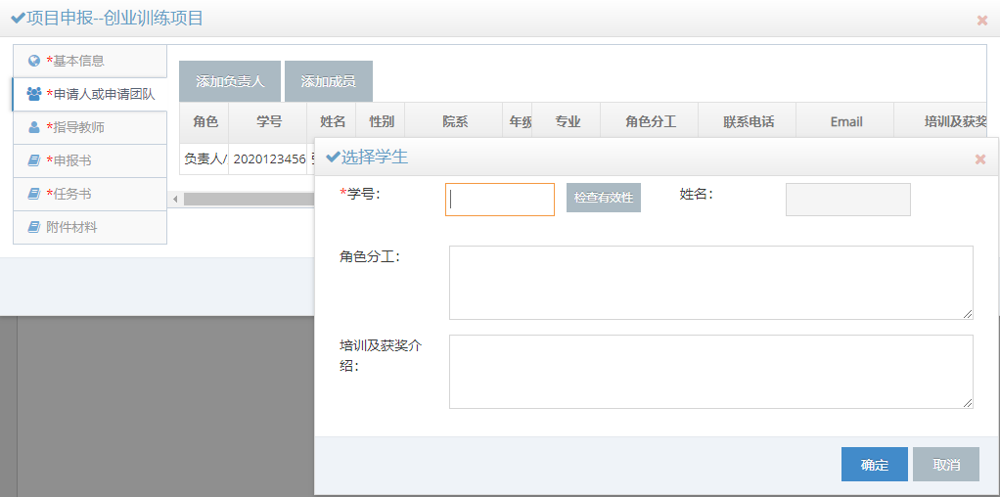 项目申报--创业训练项目
*基本信息
*申请人或申请团队
*指导教师
*申报书
*任务书
附件材料
添加负责人 添加成员
角色 学号 姓名 性别 院系 年级 专业 角色分工 联系电话 Email 培训及获奖
负责人/ 2020123456
选择学生
*学号： 检查有效性 姓名：
角色分工：
培训及获奖介
绍：
确定 取消